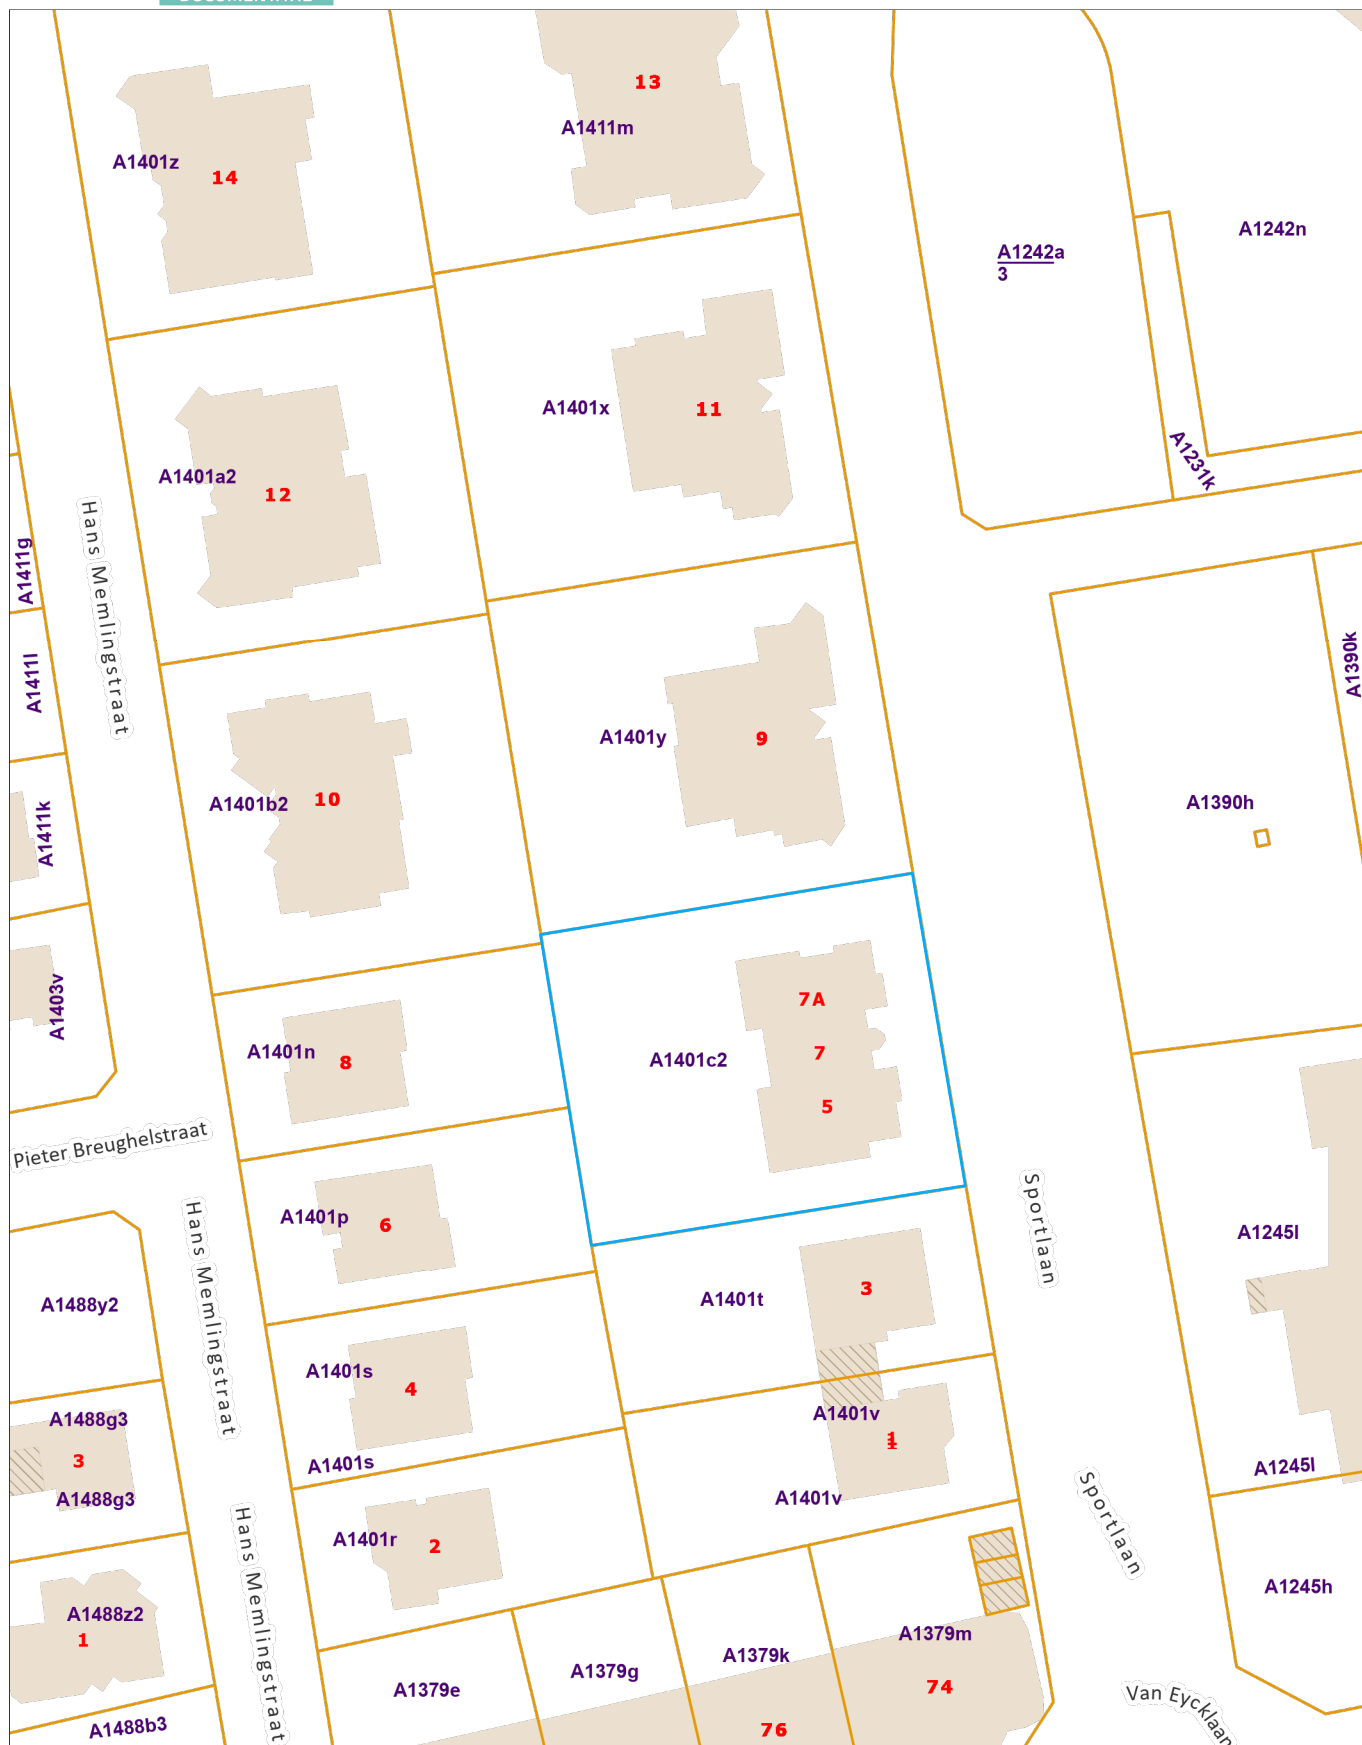 13
A1411m
A1401z
14
A1242n
A1242a
3
A1401x
11
A1231k
A1401a2
12
Hans Memlingstraat
A1411g
A1411l
A1390k
A1401y
9
A1401b2
10
A1390h
A1411k
A1403v
7A
A1401n
8
7
A1401c2
5
Pieter Breughelstraat
A1401p
6
Sportlaan
A1245l
Hans Memlingstraat
A1488y2
A1401t
3
A1401s
4
A1401v
1
A1488g3
3
A1401s
A1245l
A1488g3
A1401v
Sportlaan
A1401r
2
Hans Memlingstraat
A1245h
A1488z2
1
A1379m
A1379k
A1379g
A1379e
74
Van Eycklaan
A1488b3
76